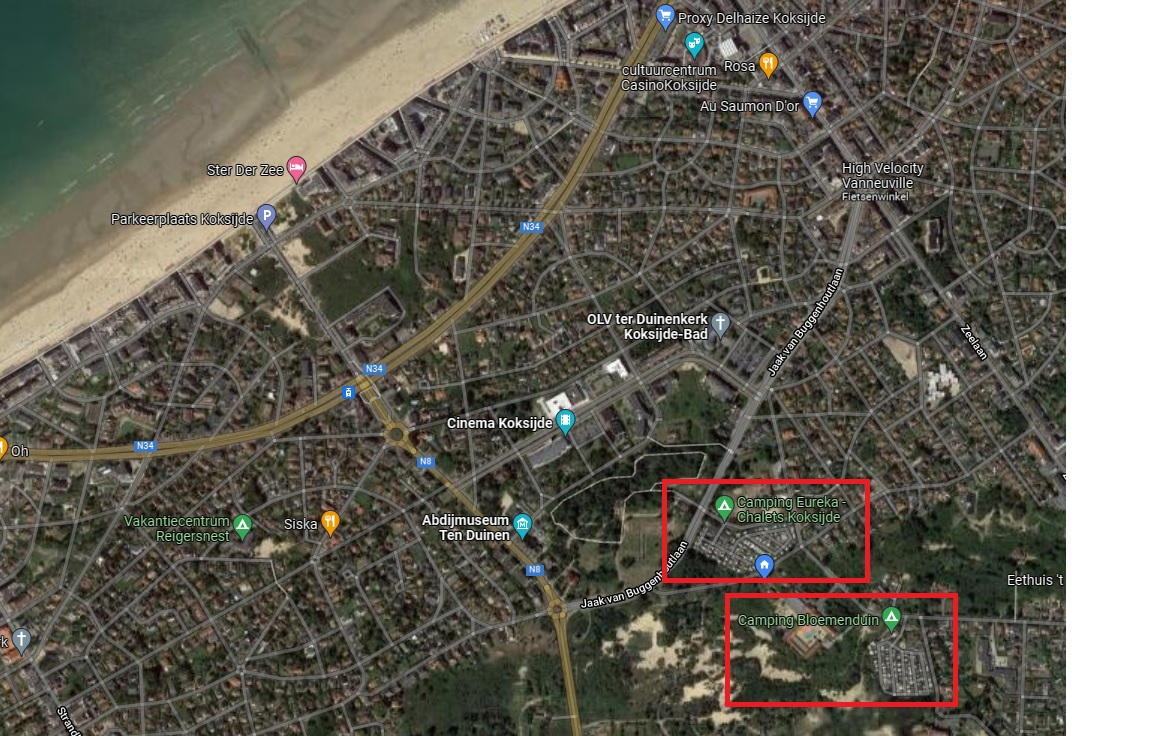 Proxy Delhaize Koksijde
cultuurcentrum
CasinoKoksijde
Rosa
Au Saumon D'or
Ster Der Zee
High Velocity
Vanneuville
Fietsenwinkel
Parkeerplaats Koksijde
P
N34
OLV ter Duinenkerk
Koksijde-Bad
Jaak van Buggenhoutlaan
Zeelaan
N34
Cinema Koksijde
N34
Oh
N8
Camping Eureka -
Chalets Koksijde
Vakantiecentrum
Reigersnest
Siska
Abdijmuseum
Ten Duinen
N8
Jaak van Buggenhoutlaan
Eethuis 't
Camping Bloemenduin
k
Strandl